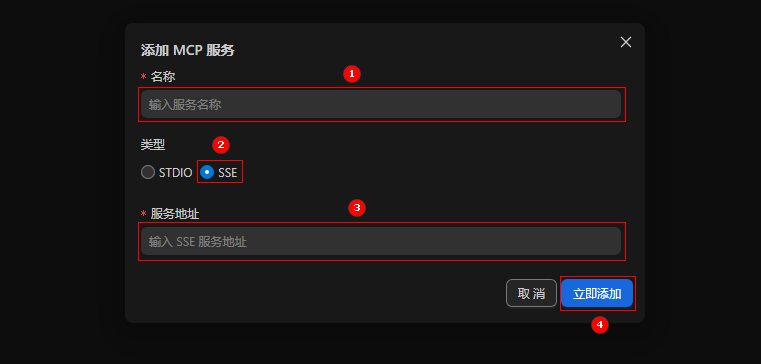 添加 MCP 服务
* 名称
1
输入服务名称
类型
2
STDIO SSE
* 服务地址
3
输入 SSE 服务地址
取 消 立即添加
4